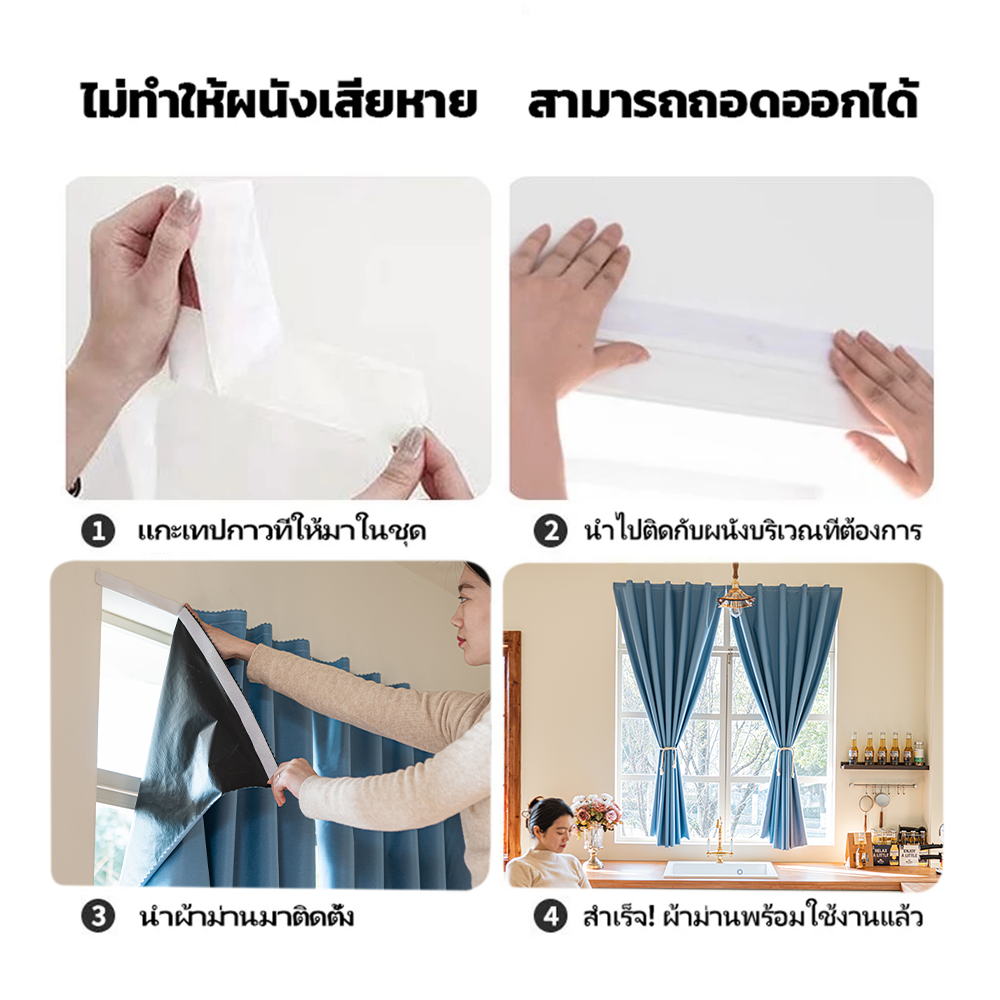 ไม่ทำให้ผนังเสียหาย สามารถถอดออกได้
1 แกะเทปกาวที่ให้มาในชุด
2 นำไปติดกับผนังบริเวณที่ต้องการ
3 นำผ้าม่านมาติดตั้ง
4 สำเร็จ! ผ้าม่านพร้อมใช้งานแล้ว
RELAX
A LITTLE
ENJOY
A LITTLE